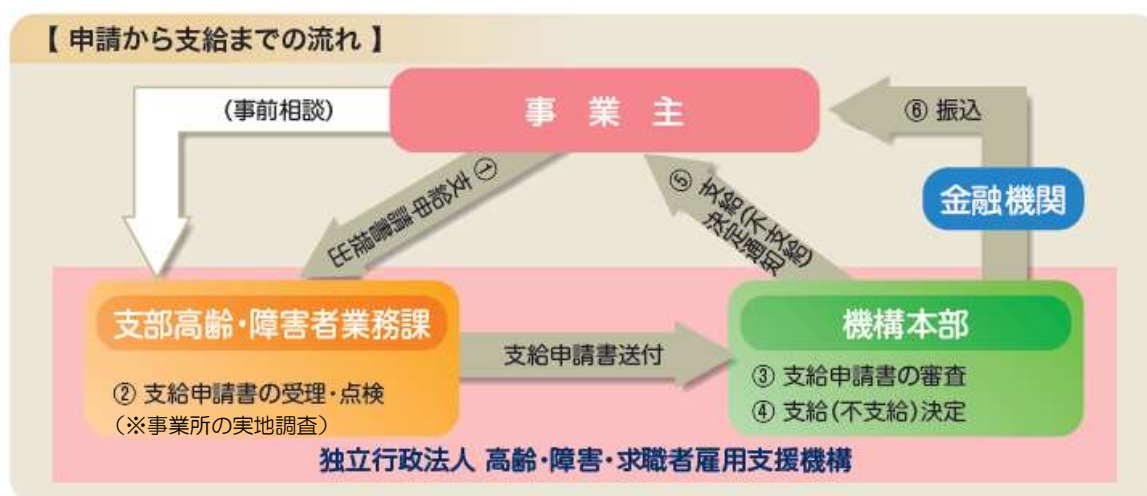 【 申請から支給までの流れ 】
(事前相談)
事 業 主
⑥ 振込
① 支給申請書提出
⑤ 支給(不支給)
決定通知
金融機関
支部高齢・障害者業務課
② 支給申請書の受理・点検
(※事業所の実地調査)
支給申請書送付
機構本部
③ 支給申請書の審査
④ 支給(不支給)決定
独立行政法人 高齢・障害・求職者雇用支援機構